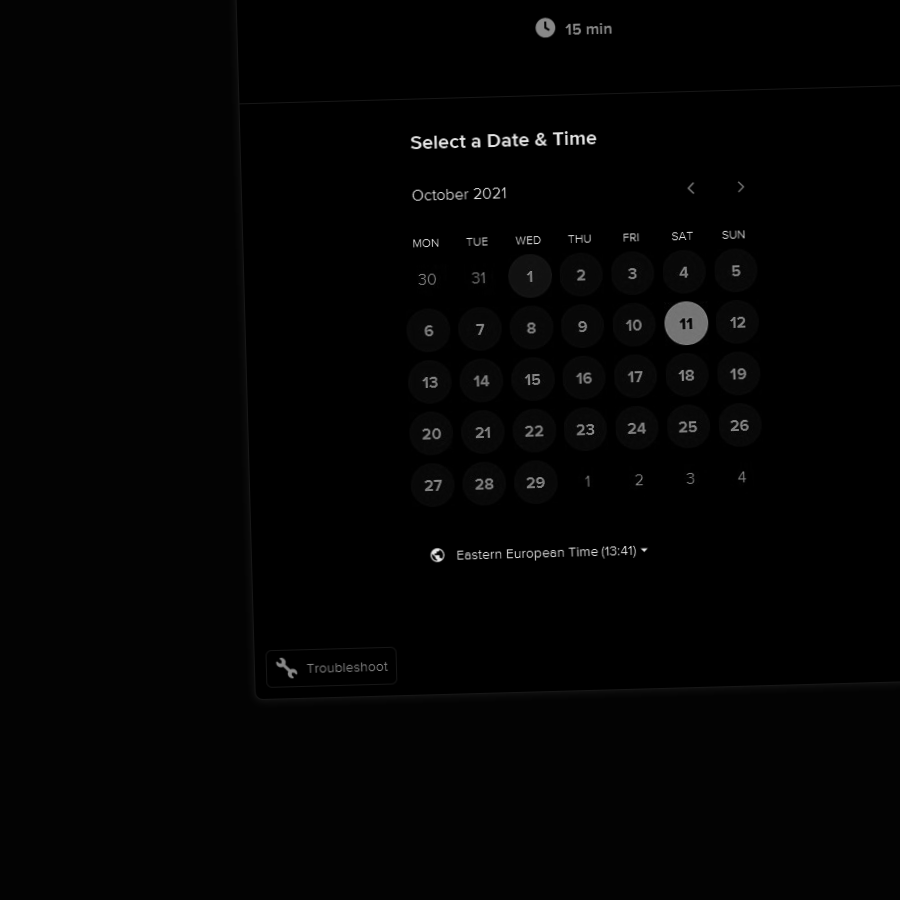 15 min
Select a Date & Time
October 2021
MON TUE WED THU FRI SAT SUN
30 31 1 2 3 4 5
6 7 8 9 10 11 12
13 14 15 16 17 18 19
20 21 22 23 24 25 26
27 28 29 1 2 3 4
Eastern European Time (13:41)
Troubleshoot